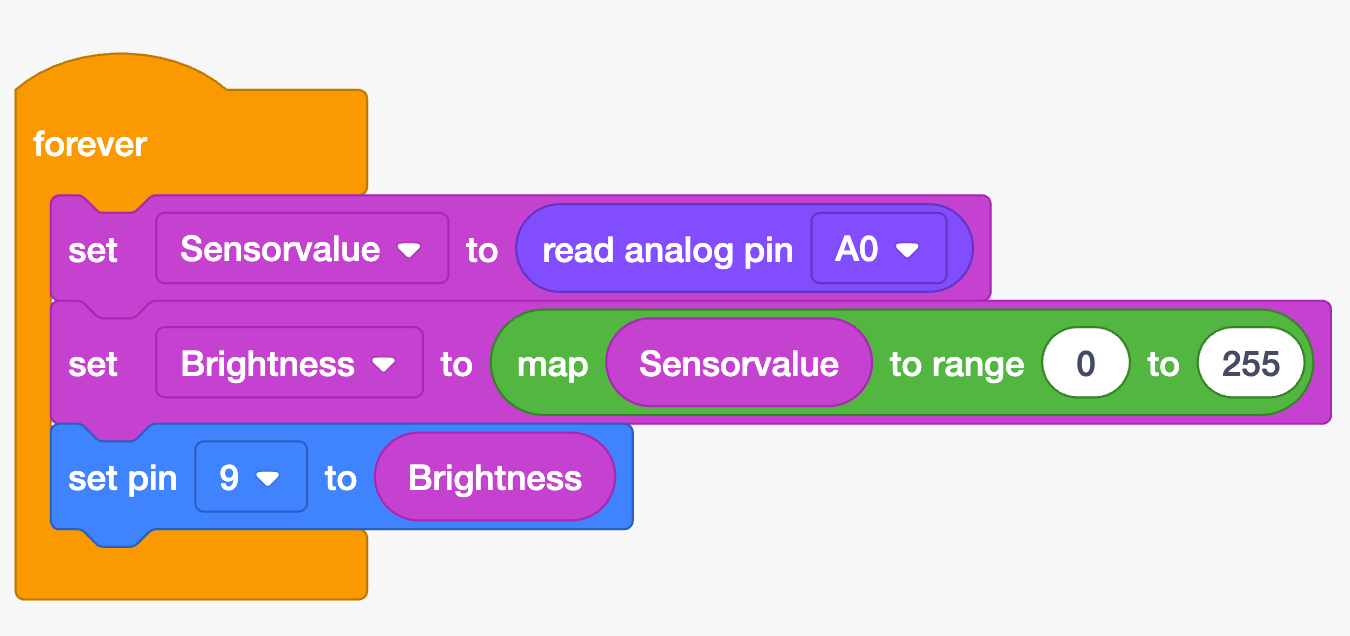 forever
set Sensorvalue to read analog pin A0
set Brightness to map Sensorvalue to range 0 to 255
set pin 9 to Brightness